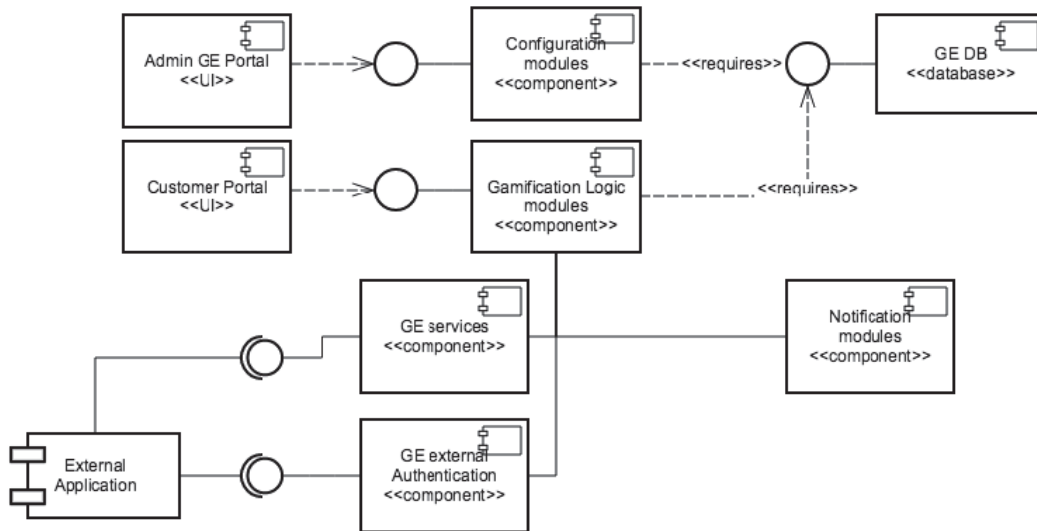 Admin GE Portal
<<UI>>
Configuration
modules
<<component>>
<<requires>>
GE DB
<<database>>
Customer Portal
<<UI>>
Gamification Logic
modules
<<component>>
<<requires>>
GE services
<<component>>
Notification
modules
<<component>>
External
Application
GE external
Authentication
<<component>>